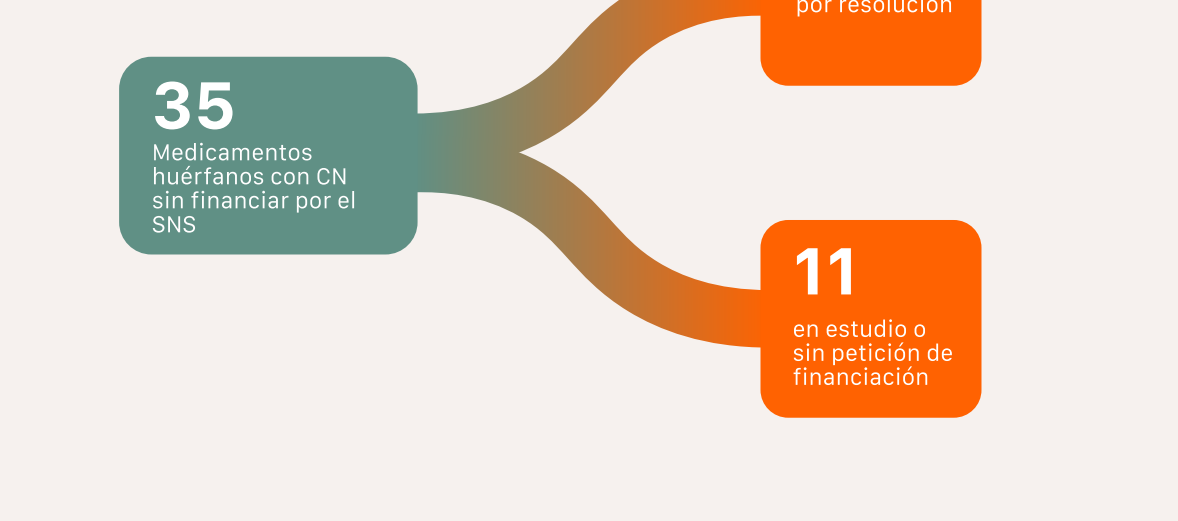 por resolución
35
Medicamentos
huérfanos con CN
sin financiar por el
SNS
11
en estudio o
sin petición de
financiación